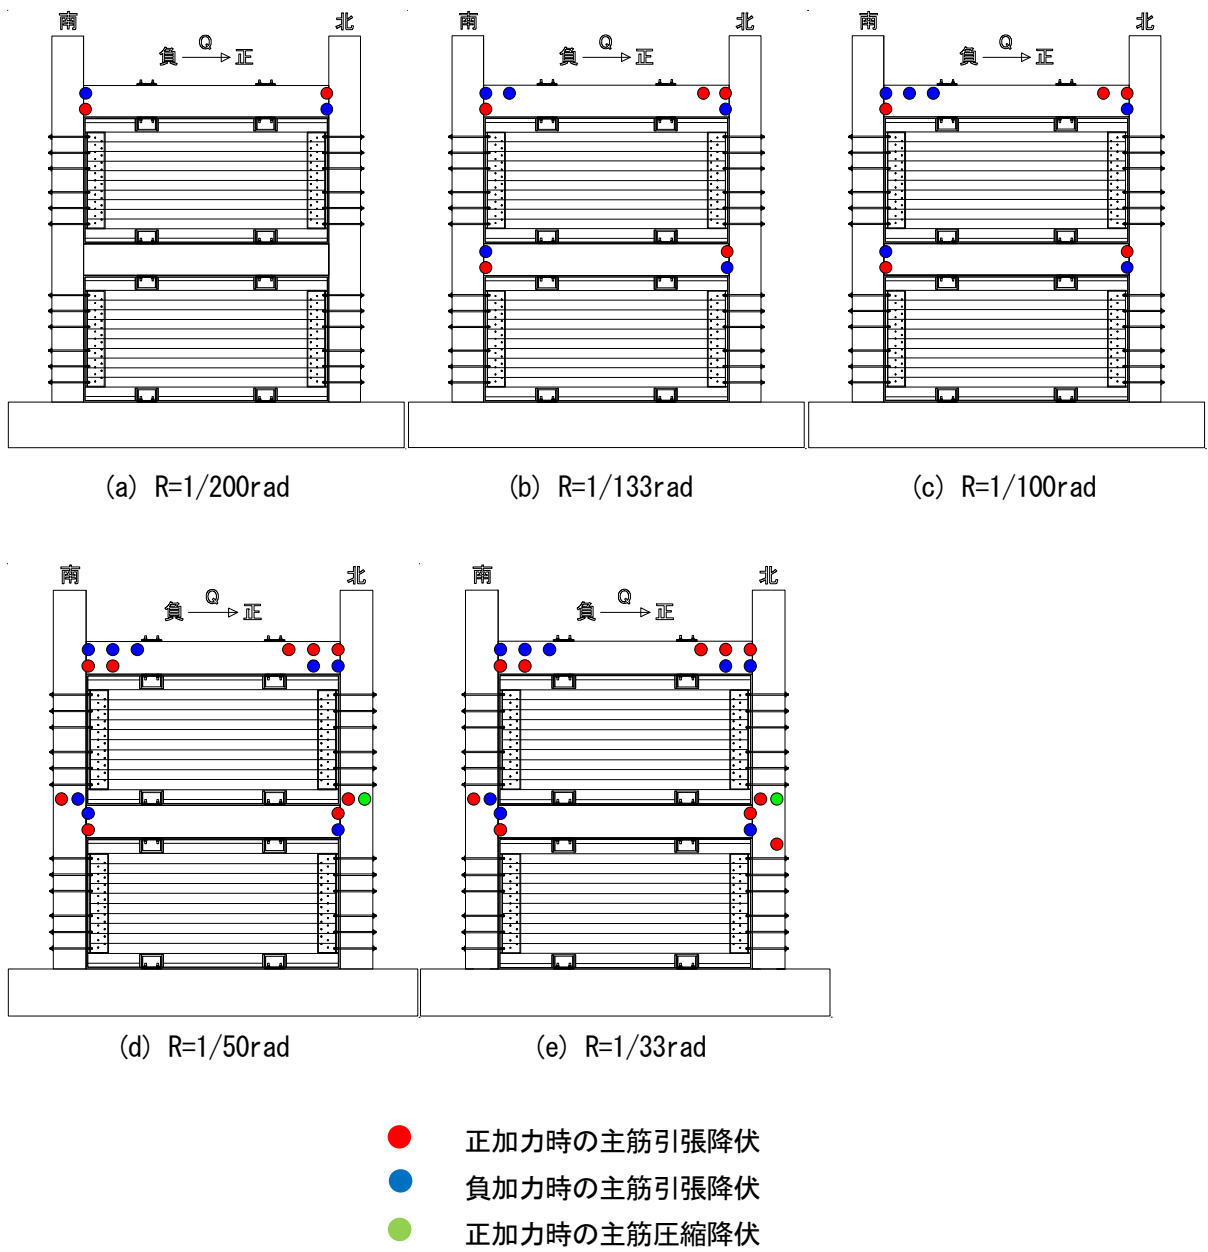 南 北
Q
負 正
南 北
Q
負 正
南 北
Q
負 正
(a) R=1/200rad
(b) R=1/133rad
(c) R=1/100rad
南 北
Q
負 正
南 北
Q
負 正
(d) R=1/50rad
(e) R=1/33rad
正加力時の主筋引張降伏
負加力時の主筋引張降伏
正加力時の主筋圧縮降伏